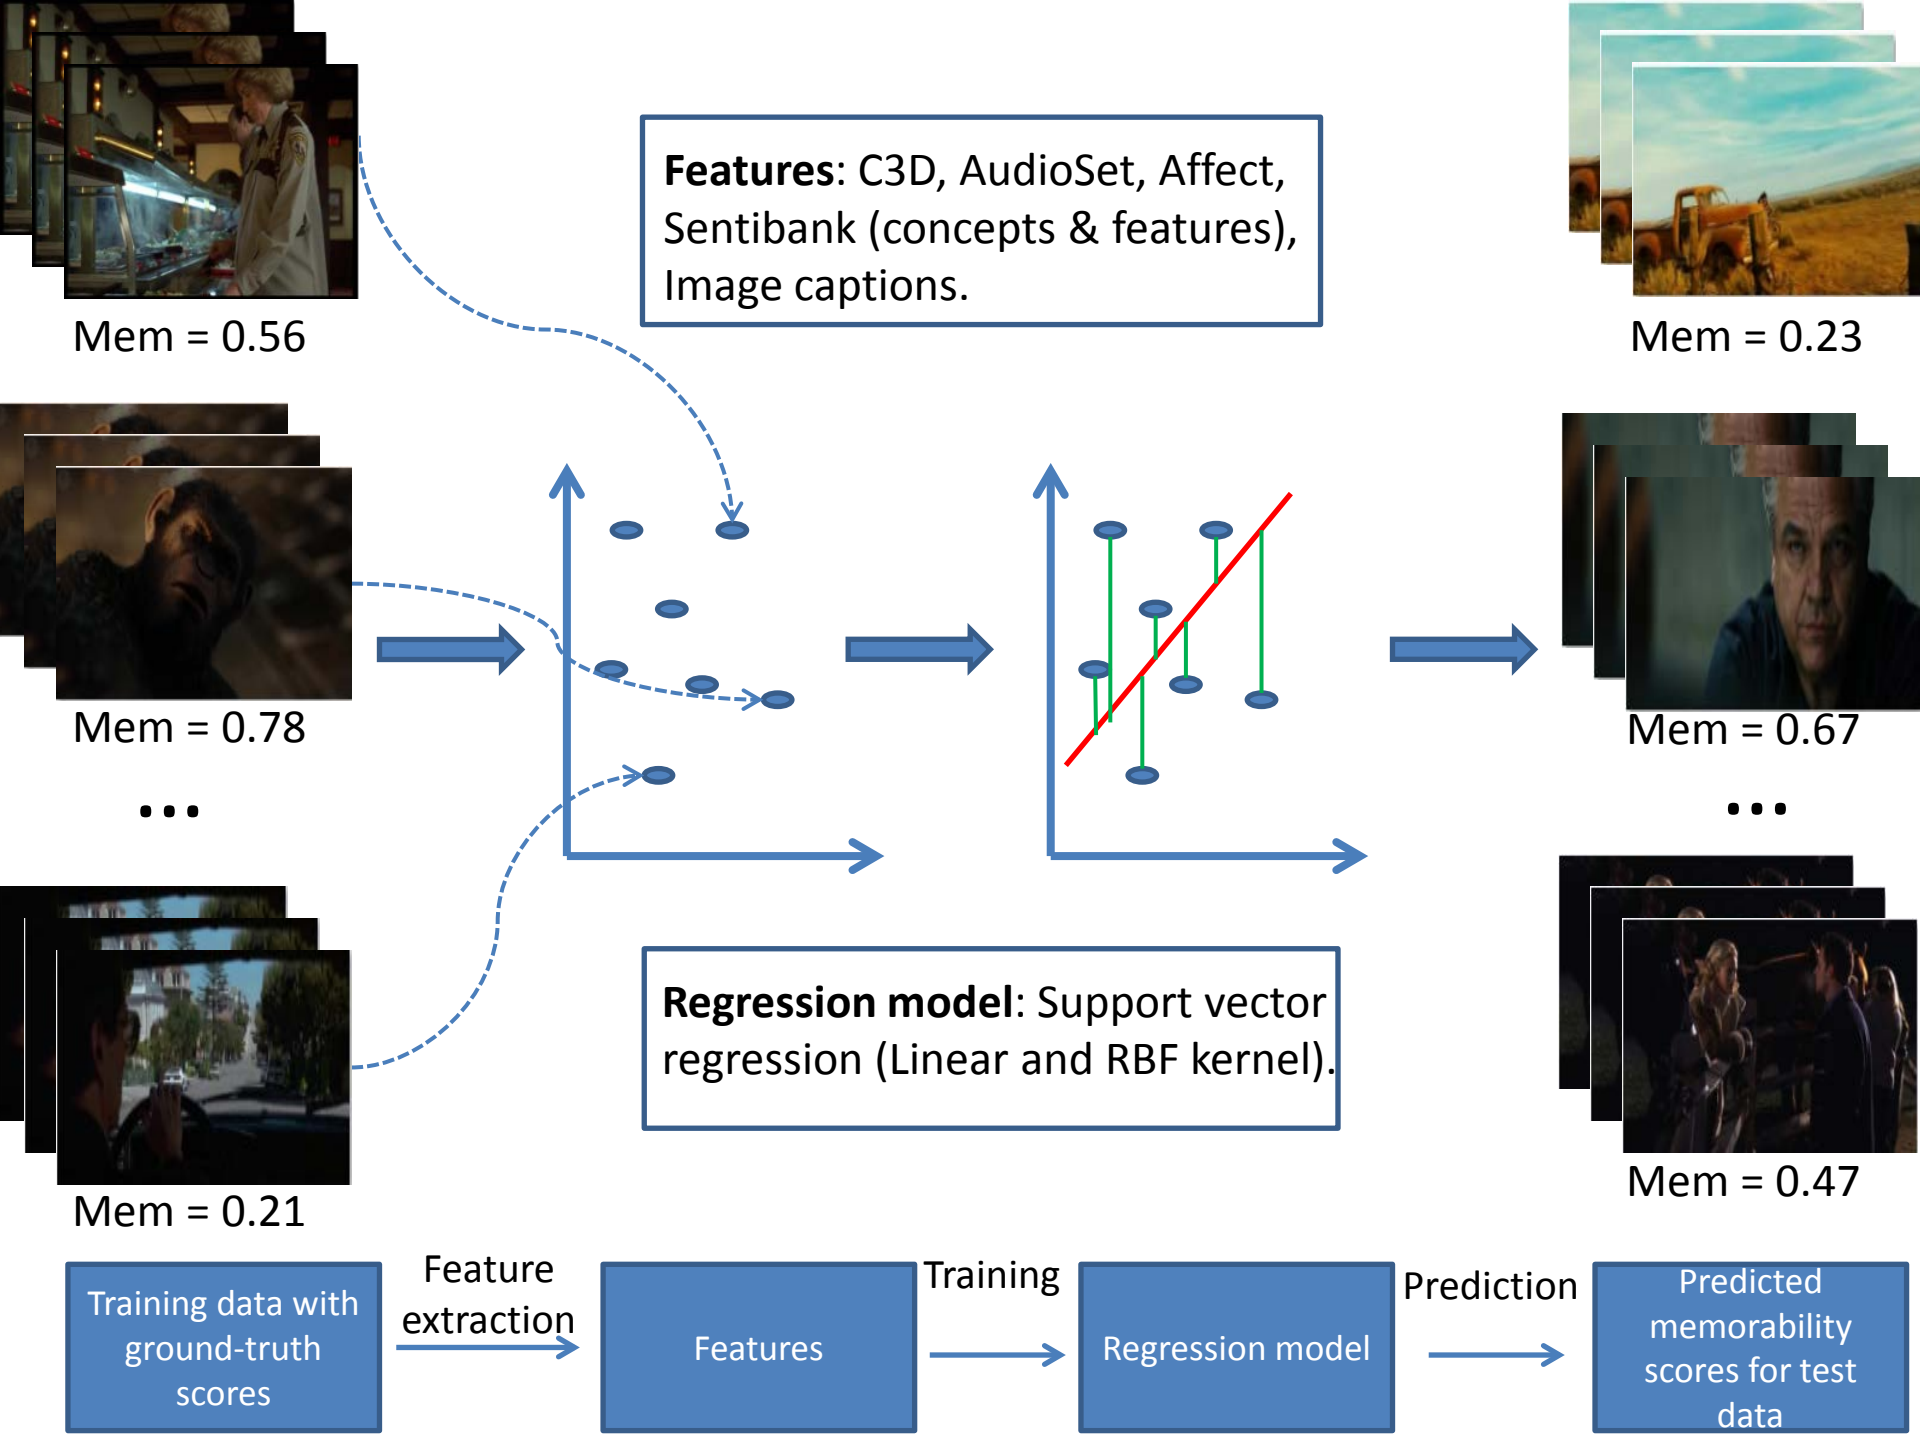 Mem = 0.56
Mem = 0.78
...
Mem = 0.21
Features: C3D, AudioSet, Affect,
Sentibank (concepts & features),
Image captions.
Regression model: Support vector
regression (Linear and RBF kernel).
Mem = 0.23
Mem = 0.67
...
Mem = 0.47
Training data with
ground-truth
scores
Feature
extraction
Features
Training
Regression model
Prediction
Predicted
memorability
scores for test
data